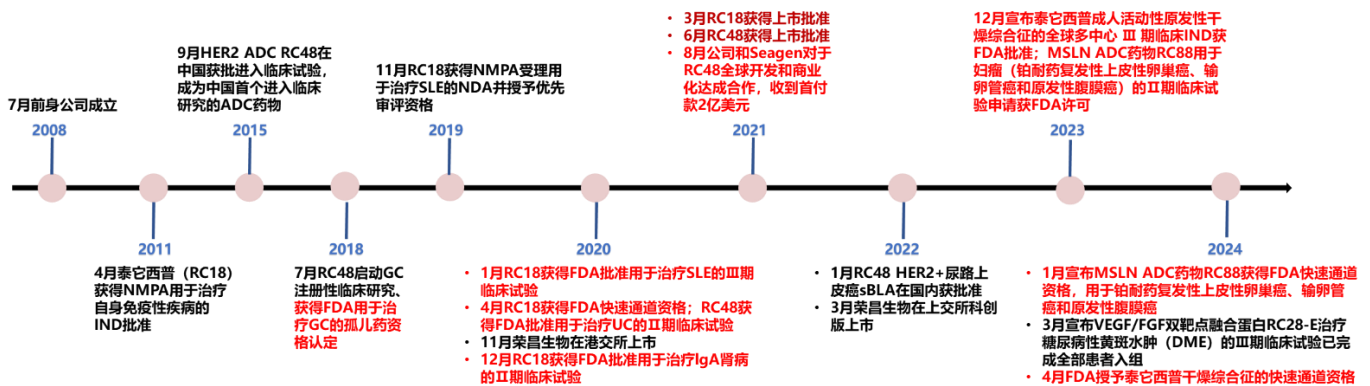 7月前身公司成立
2008
4月泰它西普（RC18）
获得NMPA用于治疗
自身免疫性疾病的
IND批准
2011
9月HER2 ADC RC48在
中国获批进入临床试验，
成为中国首个进入临床
研究的ADC药物
2015
2018
7月RC48启动GC
注册性临床研究、
获得FDA用于治
疗GC的孤儿药资
格认定
11月RC18获得NMPA受理用
于治疗SLE的NDA并授予优先
审评资格
2019
2020
• 1月RC18获得FDA批准用于治疗SLE的Ⅲ期
临床试验
• 4月RC18获得FDA快速通道资格；RC48获
得FDA批准用于治疗UC的Ⅱ期临床试验
• 11月荣昌生物在港交所上市
• 12月RC18获得FDA批准用于治疗IgA肾病
的Ⅱ期临床试验
• 3月RC18获得上市批准
• 6月RC48获得上市批准
• 8月公司和Seagen对于
RC48全球开发和商业
化达成合作，收到首付
款2亿美元
2021
2022
• 1月RC48 HER2+尿路上
皮癌sBLA在国内获批准
• 3月荣昌生物在上交所科创
版上市
12月宣布泰它西普成人活动性原发性干
燥综合征的全球多中心 Ⅲ 期临床IND获
FDA批准；MSLN ADC药物RC88用于
妇瘤（铂耐药复发性上皮性卵巢癌、输
卵管癌和原发性腹膜癌）的Ⅱ期临床试
验申请获FDA许可
2023
2024
• 1月宣布MSLN ADC药物RC88获得FDA快速通道
资格，用于铂耐药复发性上皮性卵巢癌、输卵管
癌和原发性腹膜癌
• 3月宣布VEGF/FGF双靶点融合蛋白RC28-E治疗
糖尿病性黄斑水肿（DME）的Ⅲ期临床试验已完
成全部患者入组
• 4月FDA授予泰它西普干燥综合征的快速通道资格